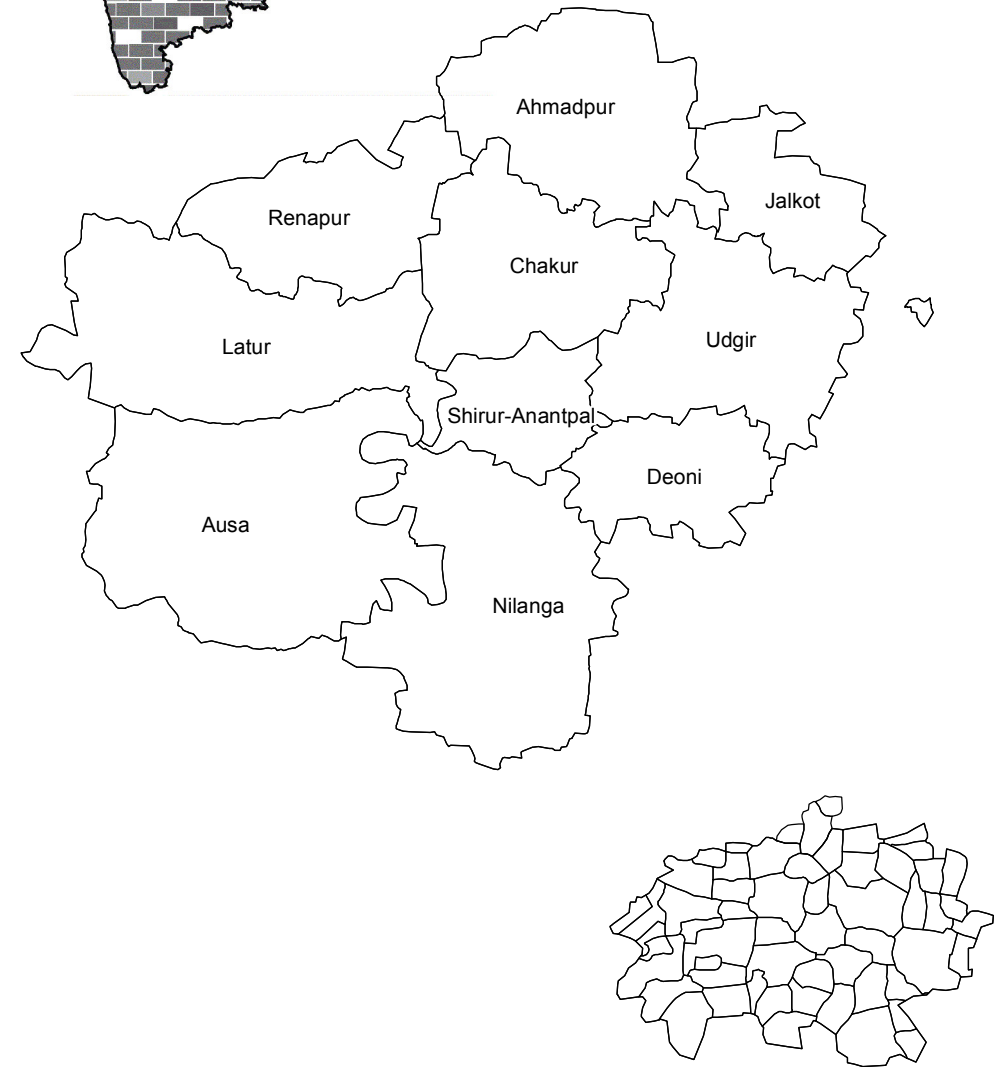 Ahmadpur
Jalkot
Renapur
Chakur
Udgir
Latur
Shirur-Anantpal
Deoni
Ausa
Nilanga